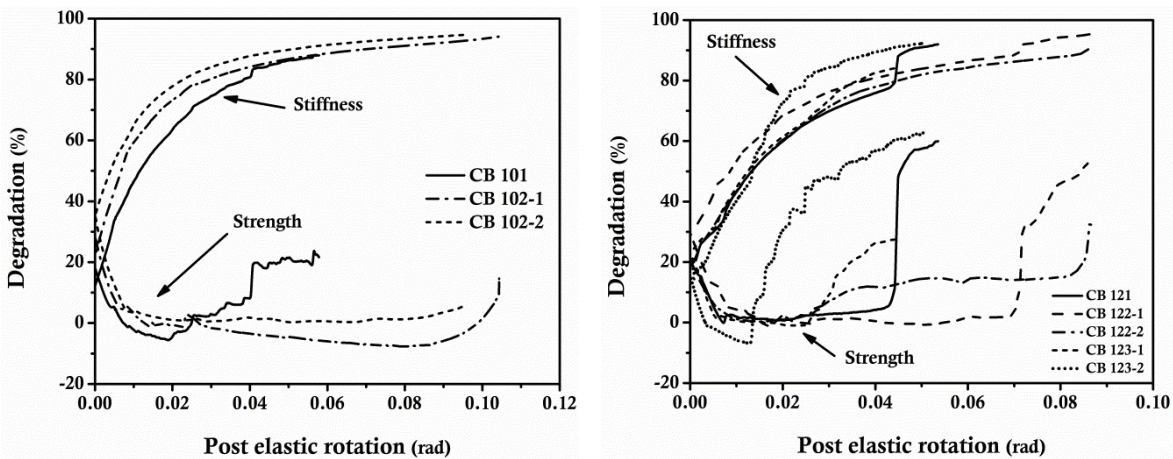 100
80
60
40
20
0
-20
Degradation (%)
Stiffness
CB 101
CB 102-1
CB 102-2
Strength
0.00 0.02 0.04 0.06 0.08 0.10 0.12
Post elastic rotation (rad)
100
80
60
40
20
0
-20
Degradation (%)
Stiffness
CB 121
CB 122-1
CB 122-2
CB 123-1
CB 123-2
Strength
0.00 0.02 0.04 0.06 0.08 0.10
Post elastic rotation (rad)